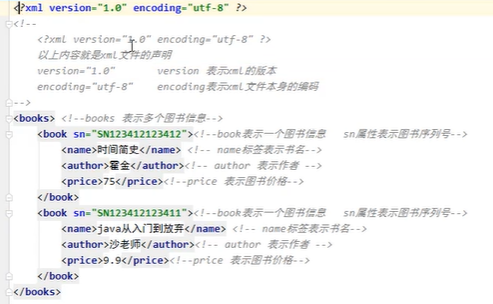 <?xml version="1.0" encoding="utf-8" ?>
<!--
<?xml version="1.0" encoding="utf-8" ?>
以上内容就是xml文件的声明
version="1.0" version 表示xml的版本
encoding="utf-8" encoding表示xml文件本身的编码
-->
<books> <!--books 表示多个图书信息-->
<book sn="SN123412123412"><!--book表示一个图书信息 sn属性表示图书序列号-->
<name>时间简史</name> <!-- name标签表示书名-->
<author>霍金</author><!-- author 表示作者 -->
<price>75</price><!--price 表示图书价格-->
</book>
<book sn="SN123412123411"><!--book表示一个图书信息 sn属性表示图书序列号-->
<name>java从入门到放弃</name> <!-- name标签表示书名-->
<author>沙老师</author><!-- author 表示作者 -->
<price>9.9</price><!--price 表示图书价格-->
</book>
</books>